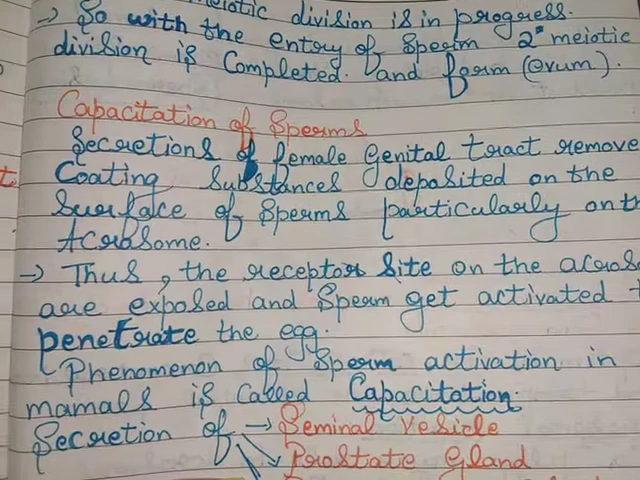 meiotic division is in progress.
→ So with the entry of sperm 2° meiotic
division is completed. and form (ovum).
Capacitation of Sperms
Secretions of female genital tract remove
t. Coating substances deposited on the
surface of sperms particularly on th
Acrosome.
→ Thus, the receptor site on the acros
are exposed and sperm get activated t
penetrate the egg.
Phenomenon of sperm activation in
mamals is called Capacitation.
Secretion of → Seminal vesicle
→ Prostate gland